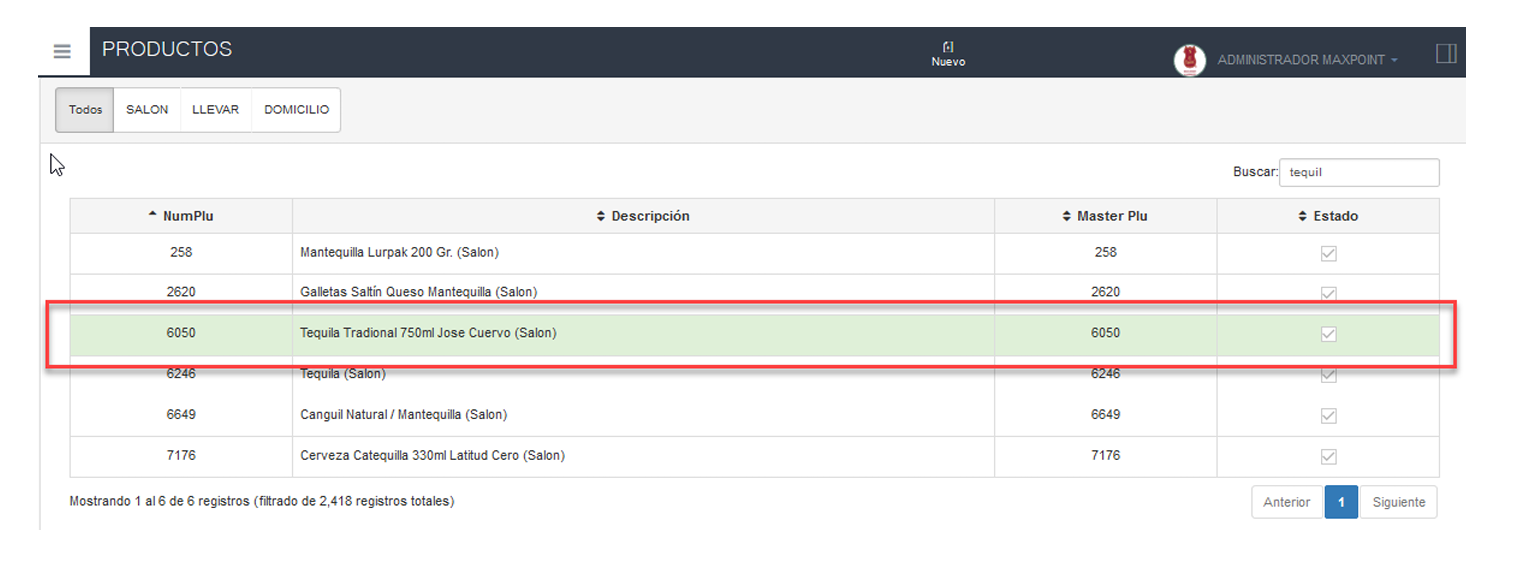 PRODUCTOS
Nuevo
ADMINISTRADOR MAXPOINT
Todos SALON LLEVAR DOMICILIO
Buscar: tequil
NumPlu Descripción Master Plu Estado
258 Mantequilla Lurpak 200 Gr. (Salon) 258
2620 Galletas Saltín Queso Mantequilla (Salon) 2620
6050 Tequila Tradional 750ml Jose Cuervo (Salon) 6050
6246 Tequila (Salon) 6246
6649 Canguil Natural / Mantequilla (Salon) 6649
7176 Cerveza Catequilla 330ml Latitud Cero (Salon) 7176
Mostrando 1 al 6 de 6 registros (filtrado de 2,418 registros totales)
Anterior 1 Siguiente